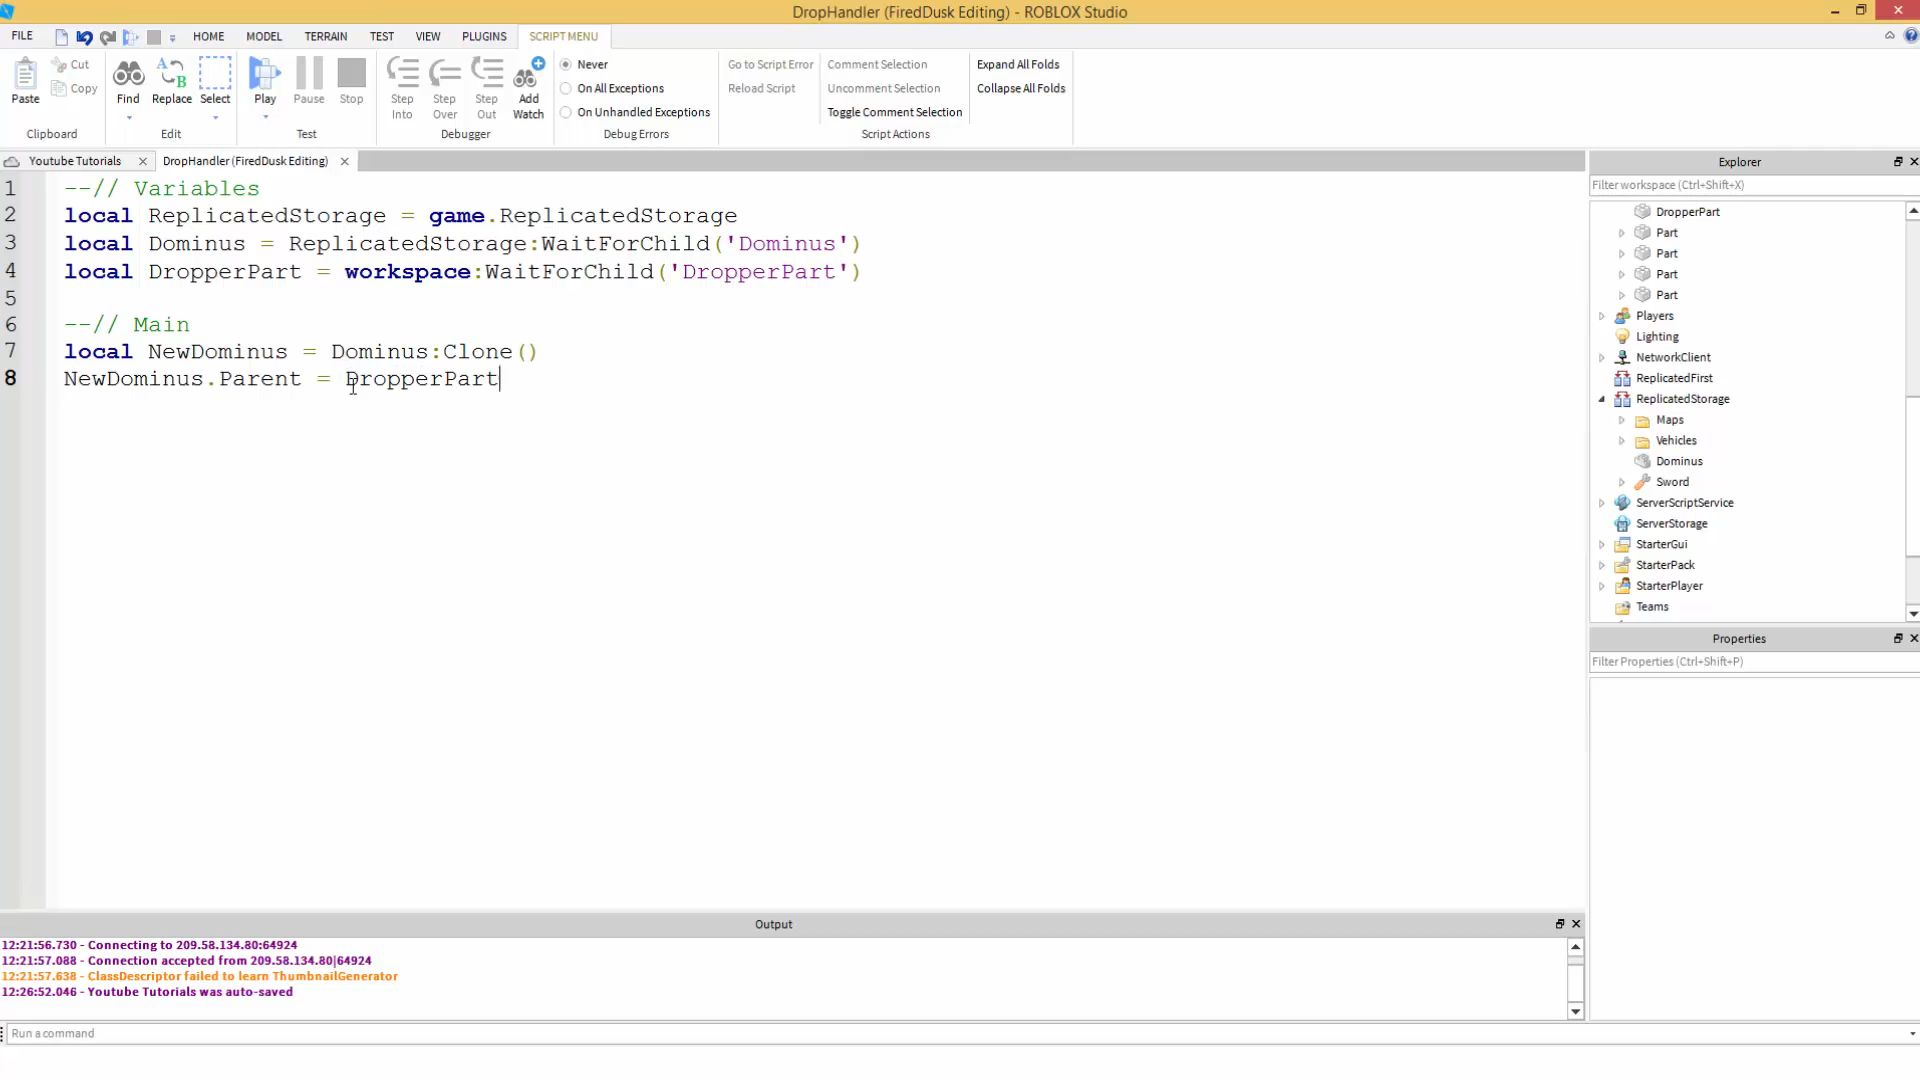 DropHandler (FiredDusk Editing) - ROBLOX Studio
FILE HOME MODEL TERRAIN TEST VIEW PLUGINS SCRIPT MENU
Paste
Cut
Copy
Clipboard
Find
Replace
Select
Edit
Play
Pause
Stop
Test
Step Into
Step Over
Step Out
Add Watch
Debugger
Never
On All Exceptions
On Unhandled Exceptions
Debug Errors
Go to Script Error
Reload Script
Comment Selection
Uncomment Selection
Toggle Comment Selection
Script Actions
Expand All Folds
Collapse All Folds
Youtube Tutorials
DropHandler (FiredDusk Editing)
1 --// Variables
2 local ReplicatedStorage = game.ReplicatedStorage
3 local Dominus = ReplicatedStorage:WaitForChild('Dominus')
4 local DropperPart = workspace:WaitForChild('DropperPart')
5
6 --// Main
7 local NewDominus = Dominus:Clone()
8 NewDominus.Parent = DropperPart
Explorer
Filter workspace (Ctrl+Shift+X)
DropperPart
Part
Part
Part
Part
Players
Lighting
NetworkClient
ReplicatedFirst
ReplicatedStorage
Maps
Vehicles
Dominus
Sword
ServerScriptService
ServerStorage
StarterGui
StarterPack
StarterPlayer
Teams
Properties
Filter Properties (Ctrl+Shift+P)
Output
12:21:56.730 - Connecting to 209.58.134.80:64924
12:21:57.088 - Connection accepted from 209.58.134.80|64924
12:21:57.638 - ClassDescriptor failed to learn ThumbnailGenerator
12:26:52.046 - Youtube Tutorials was auto-saved
Run a command